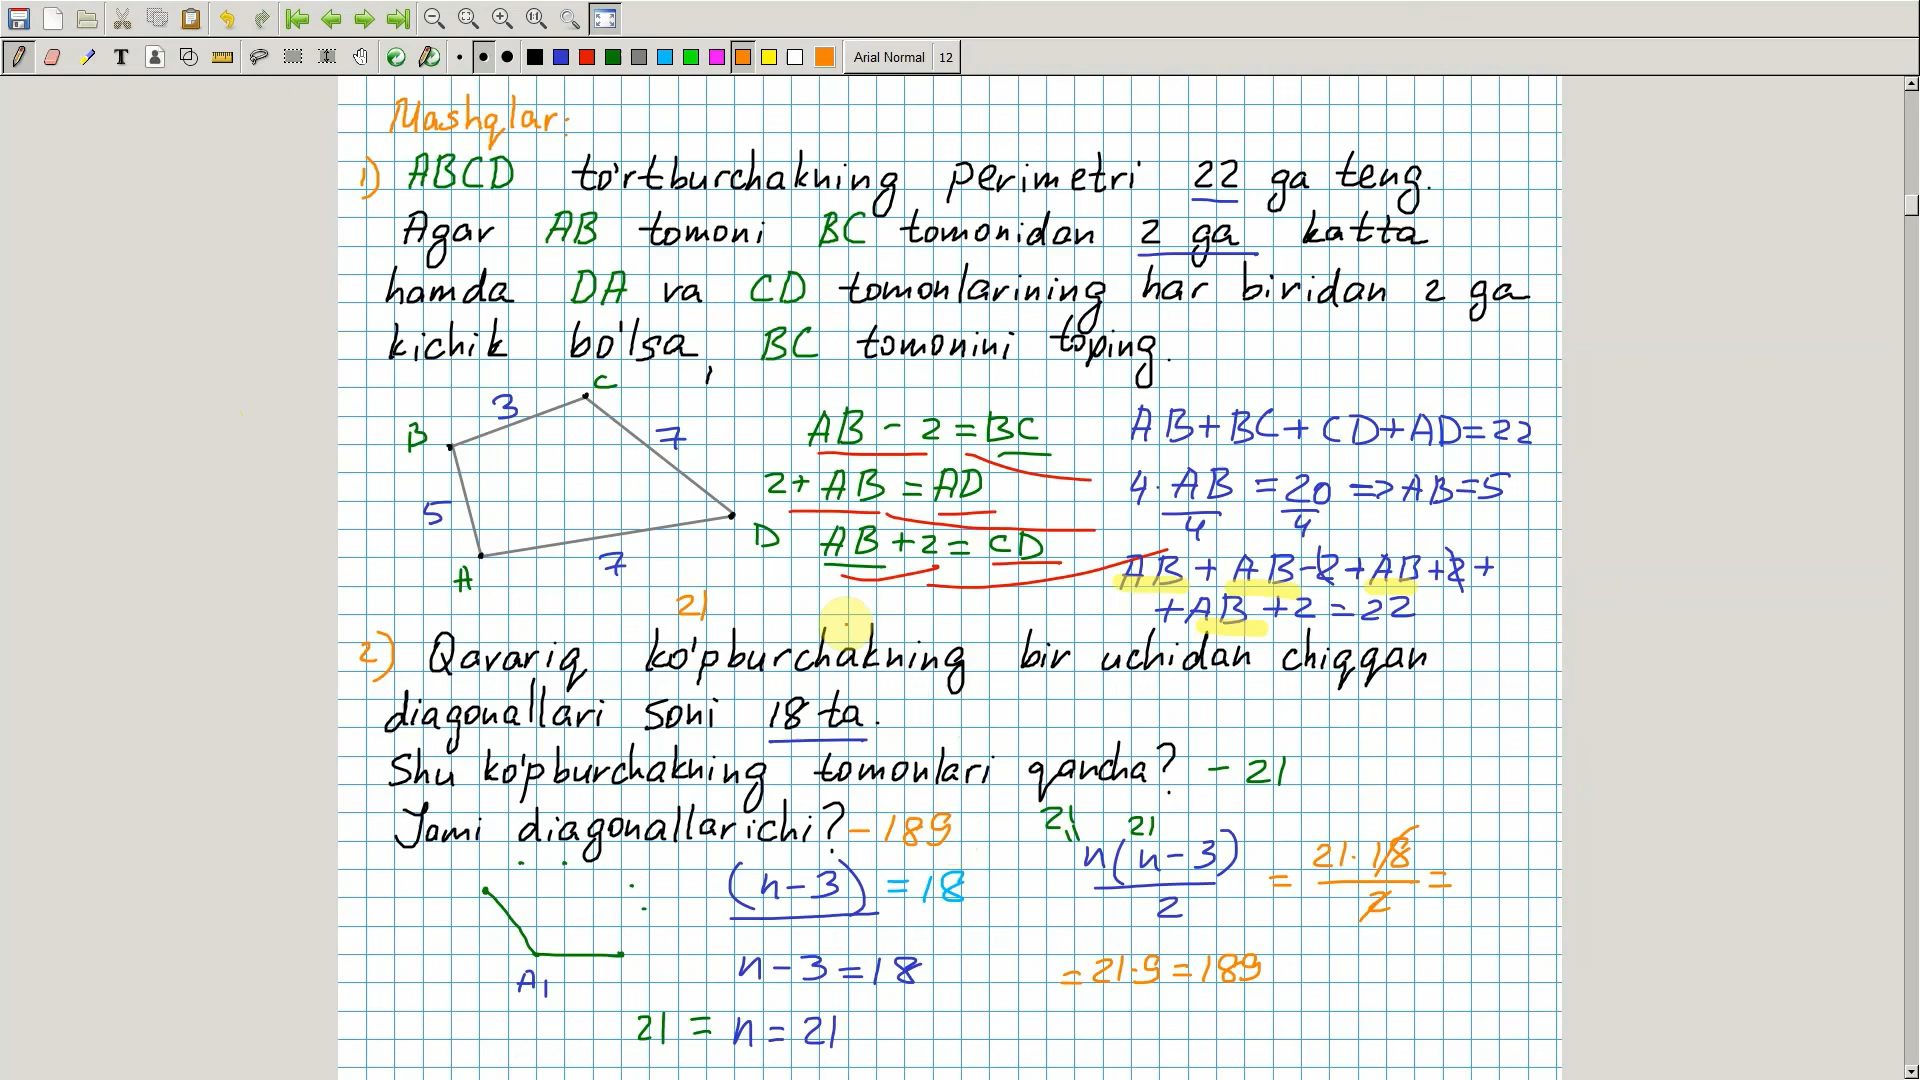 Arial Normal 12
Mashqlar:
1) ABCD to'rtburchakning perimetri 22 ga teng.
Agar AB tomoni BC tomonidan 2 ga katta
hamda DA va CD tomonlarining har biridan 2 ga
kichik bo'lsa, BC tomonini toping.
B 3 C 7 D 7 A 5
AB - 2 = BC
2 + AB = AD
AB + 2 = CD
AB + BC + CD + AD = 22
4 · AB / 4 = 20 / 4 => AB = 5
AB + AB - 2 + AB + 2 +
+ AB + 2 = 22
21
2) Qavariq ko'pburchakning bir uchidan chiqqan
diagonallari soni 18 ta.
Shu ko'pburchakning tomonlari qancha? - 21
Jami diagonallarichi? - 189
A1
(n - 3) = 18
n - 3 = 18
21 = n = 21
21 21
n(n - 3) / 2 = 21 · 18 / 2 =
= 21 · 9 = 189